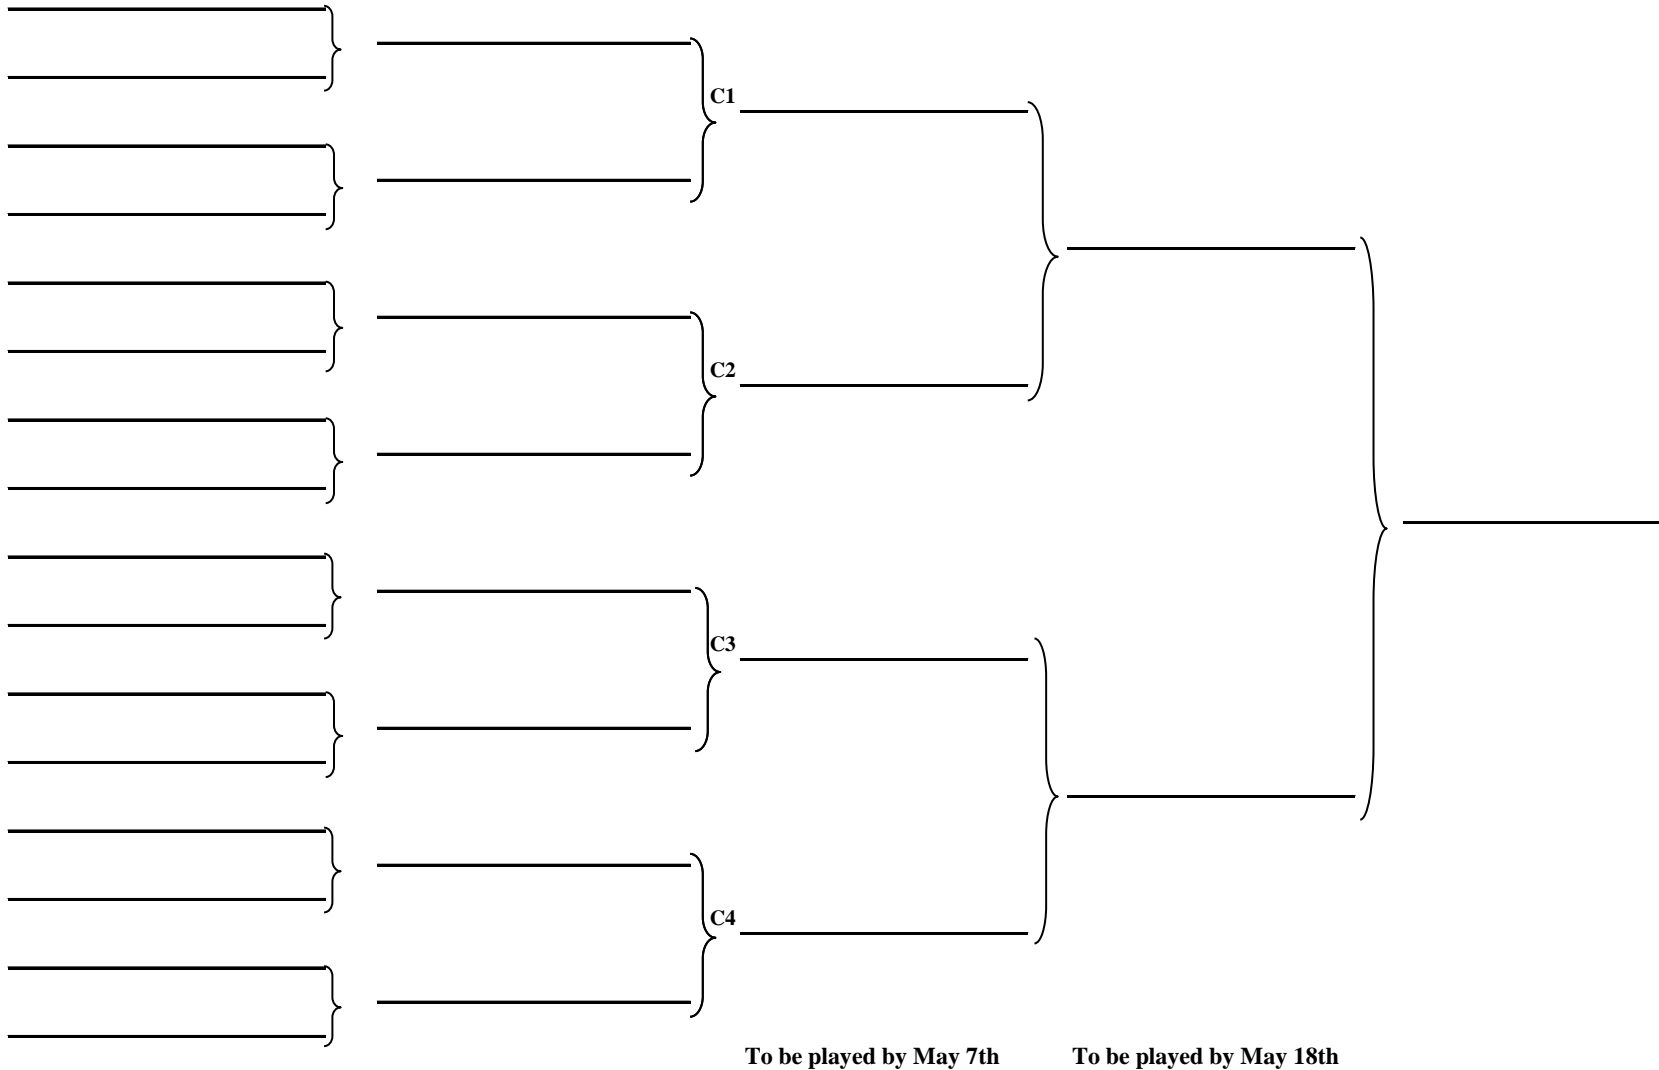 C1
C2
C3
C4
To be played by May 7th
To be played by May 18th